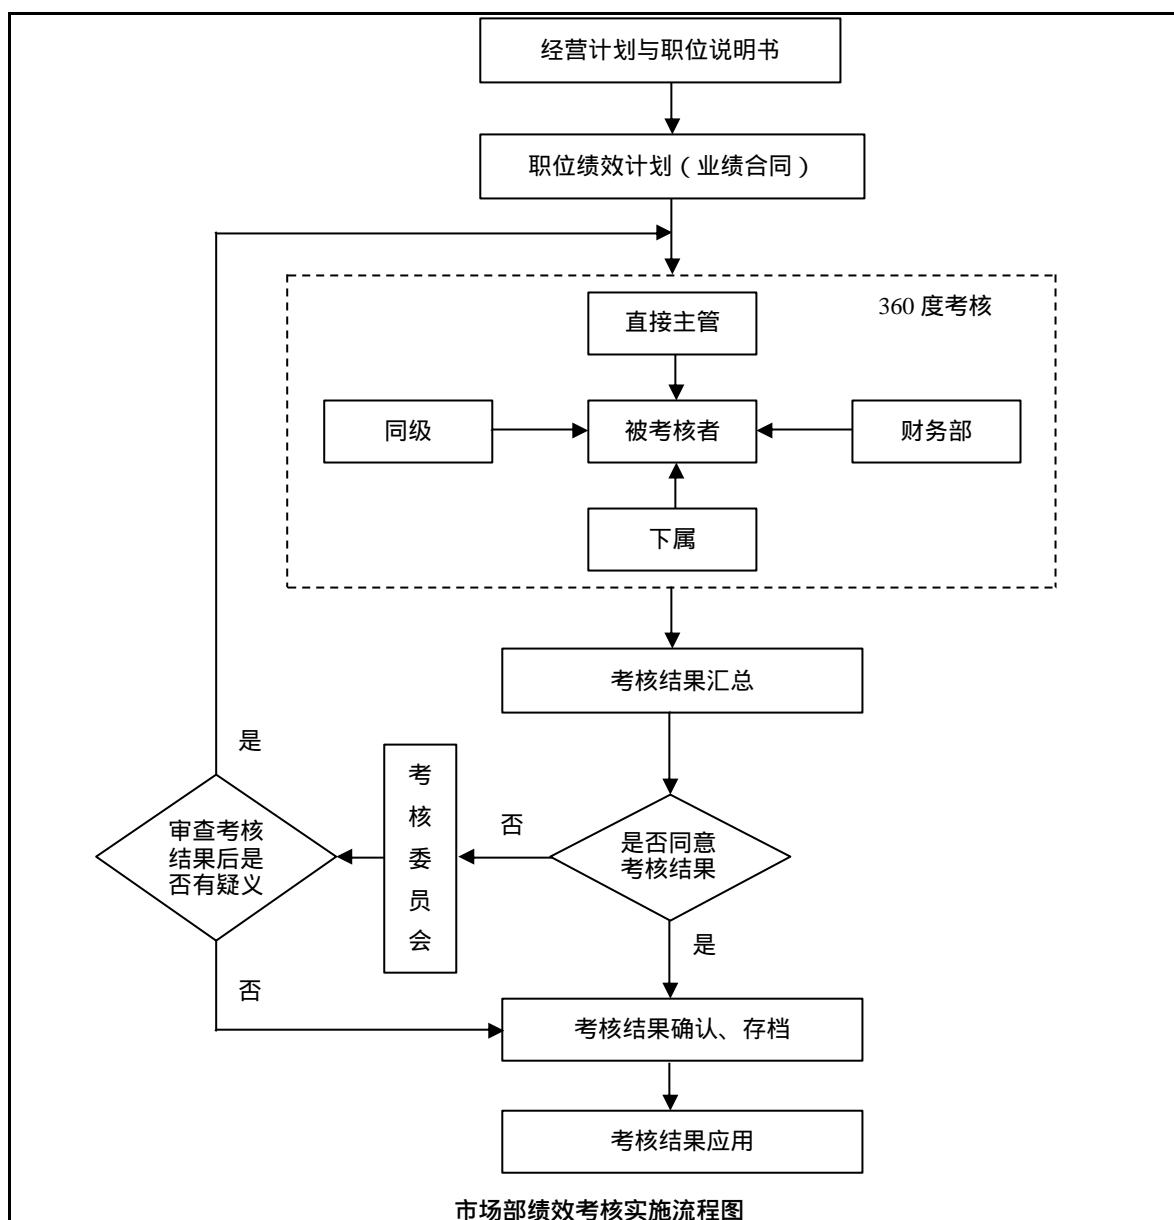 经营计划与职位说明书
职位绩效计划（业绩合同）
360 度考核
直接主管
同级
被考核者
财务部
下属
考核结果汇总
是
考
核
委
员
会
否
是否同意
考核结果
审查考核
结果后是
否有疑义
是
否
考核结果确认、存档
考核结果应用
市场部绩效考核实施流程图